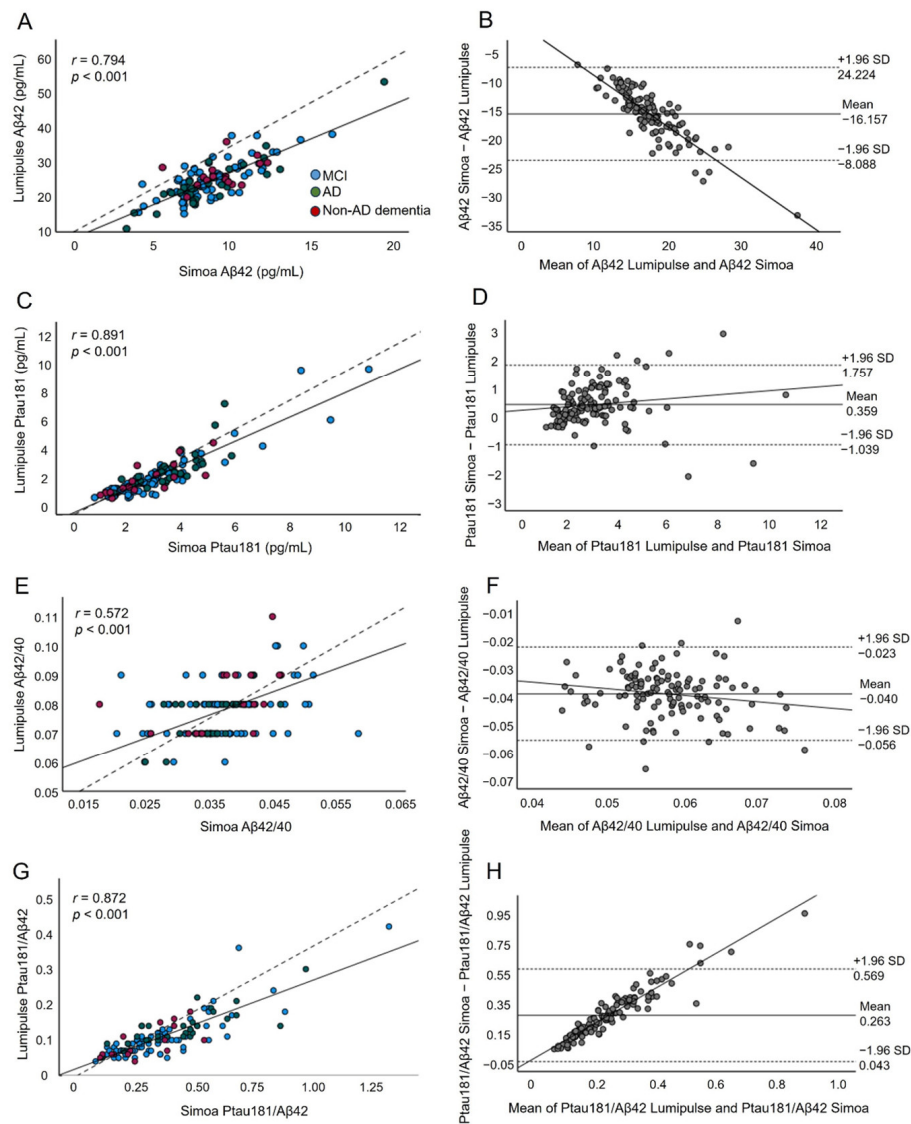 A
Lumipulse Aβ42 (pg/mL)
60
50
40
30
20
10
r = 0.794
p < 0.001
MCI
AD
Non-AD dementia
0
5
10
15
20
Simoa Aβ42 (pg/mL)
B
Aβ42 Simoa − Aβ42 Lumipulse
−5
−10
−15
−20
−25
−30
−35
+1.96 SD
24.224
Mean
−16.157
−1.96 SD
−8.088
0
10
20
30
40
Mean of Aβ42 Lumipulse and Aβ42 Simoa
C
Lumipulse Ptau181 (pg/mL)
12
10
8
6
4
2
0
r = 0.891
p < 0.001
0
2
4
6
8
10
12
Simoa Ptau181 (pg/mL)
D
Ptau181 Simoa − Ptau181 Lumipulse
3
2
1
0
−1
−2
−3
+1.96 SD
1.757
Mean
0.359
−1.96 SD
−1.039
0
2
4
6
8
10
12
Mean of Ptau181 Lumipulse and Ptau181 Simoa
E
Lumipulse Aβ42/40
0.11
0.10
0.09
0.08
0.07
0.06
0.05
r = 0.572
p < 0.001
0.015
0.025
0.035
0.045
0.055
0.065
Simoa Aβ42/40
F
Aβ42/40 Simoa − Aβ42/40 Lumipulse
−0.01
−0.02
−0.03
−0.04
−0.05
−0.06
−0.07
+1.96 SD
−0.023
Mean
−0.040
−1.96 SD
−0.056
0.04
0.05
0.06
0.07
0.08
Mean of Aβ42/40 Lumipulse and Aβ42/40 Simoa
G
Lumipulse Ptau181/Aβ42
0.5
0.4
0.3
0.2
0.1
0
r = 0.872
p < 0.001
0
0.25
0.50
0.75
1.00
1.25
Simoa Ptau181/Aβ42
H
Ptau181/Aβ42 Simoa − Ptau181/Aβ42 Lumipulse
0.95
0.75
0.55
0.35
0.15
−0.05
+1.96 SD
0.569
Mean
0.263
−1.96 SD
0.043
0
0.2
0.4
0.6
0.8
1.0
Mean of Ptau181/Aβ42 Lumipulse and Ptau181/Aβ42 Simoa